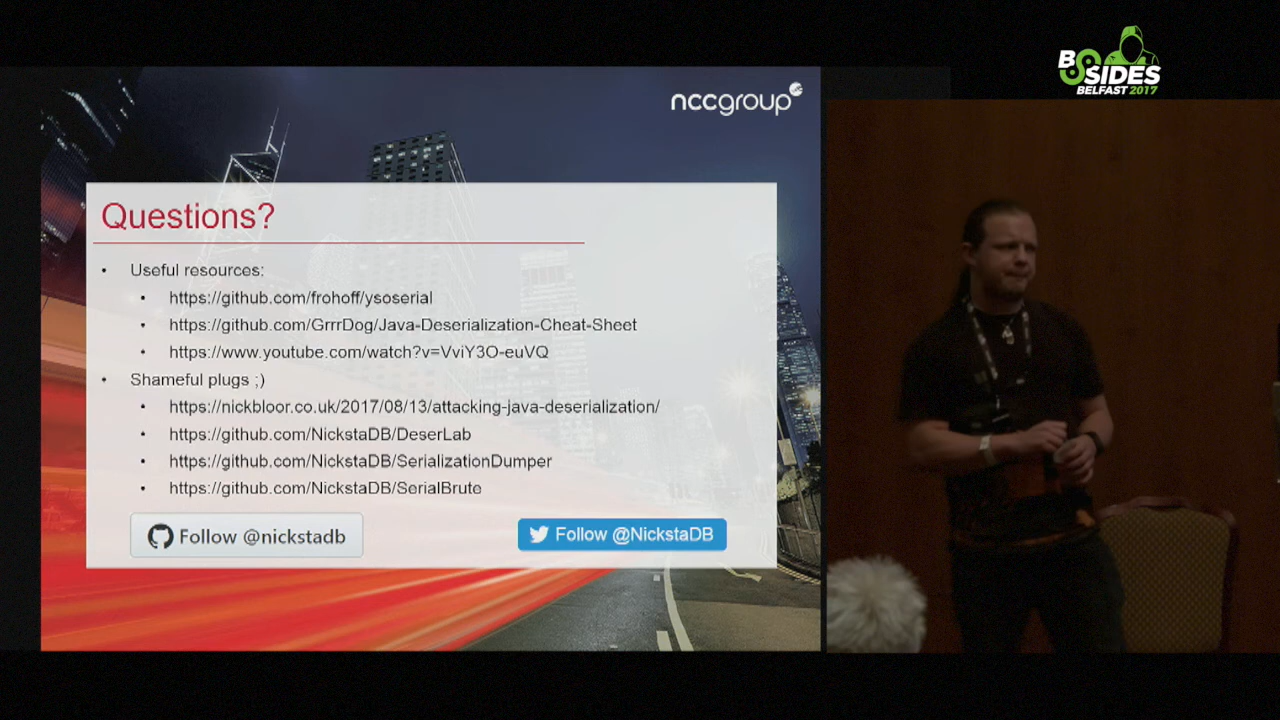 BSIDES
BELFAST 2017
nccgroup
Questions?
• Useful resources:
• https://github.com/frohoff/ysoserial
• https://github.com/GrrrDog/Java-Deserialization-Cheat-Sheet
• https://www.youtube.com/watch?v=VviY3O-euVQ
• Shameful plugs ;)
• https://nickbloor.co.uk/2017/08/13/attacking-java-deserialization/
• https://github.com/NickstaDB/DeserLab
• https://github.com/NickstaDB/SerializationDumper
• https://github.com/NickstaDB/SerialBrute
Follow @nickstadb
Follow @NickstaDB